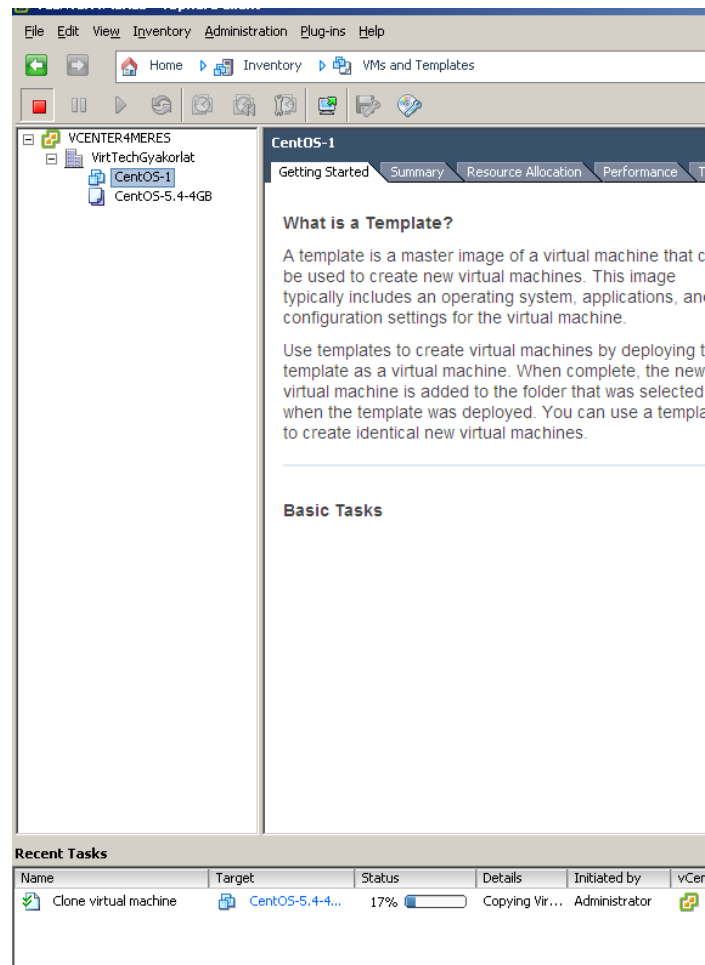 File Edit View Inventory Administration Plug-ins Help
Home Inventory VMs and Templates
VCENTER4MERES
VirtTechGyakorlat
CentOS-1
CentOS-5.4-4GB
CentOS-1
Getting Started Summary Resource Allocation Performance T
What is a Template?
A template is a master image of a virtual machine that c
be used to create new virtual machines. This image
typically includes an operating system, applications, an
configuration settings for the virtual machine.
Use templates to create virtual machines by deploying t
template as a virtual machine. When complete, the new
virtual machine is added to the folder that was selected
when the template was deployed. You can use a templa
to create identical new virtual machines.
Basic Tasks
Recent Tasks
Name Target Status Details Initiated by vCen
Clone virtual machine CentOS-5.4-4... 17% Copying Vir... Administrator